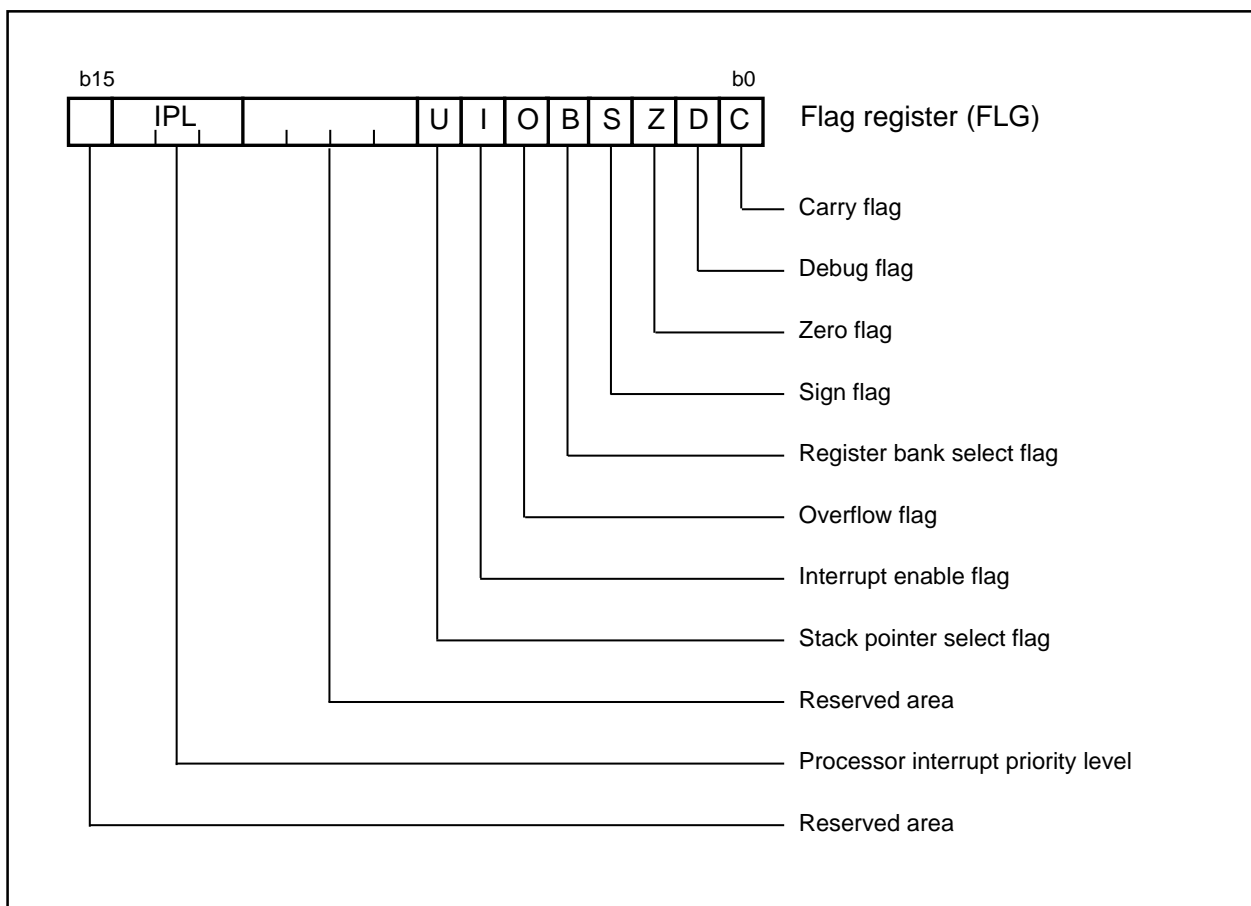 b15 b0
IPL U I O B S Z D C Flag register (FLG)
Carry flag
Debug flag
Zero flag
Sign flag
Register bank select flag
Overflow flag
Interrupt enable flag
Stack pointer select flag
Reserved area
Processor interrupt priority level
Reserved area